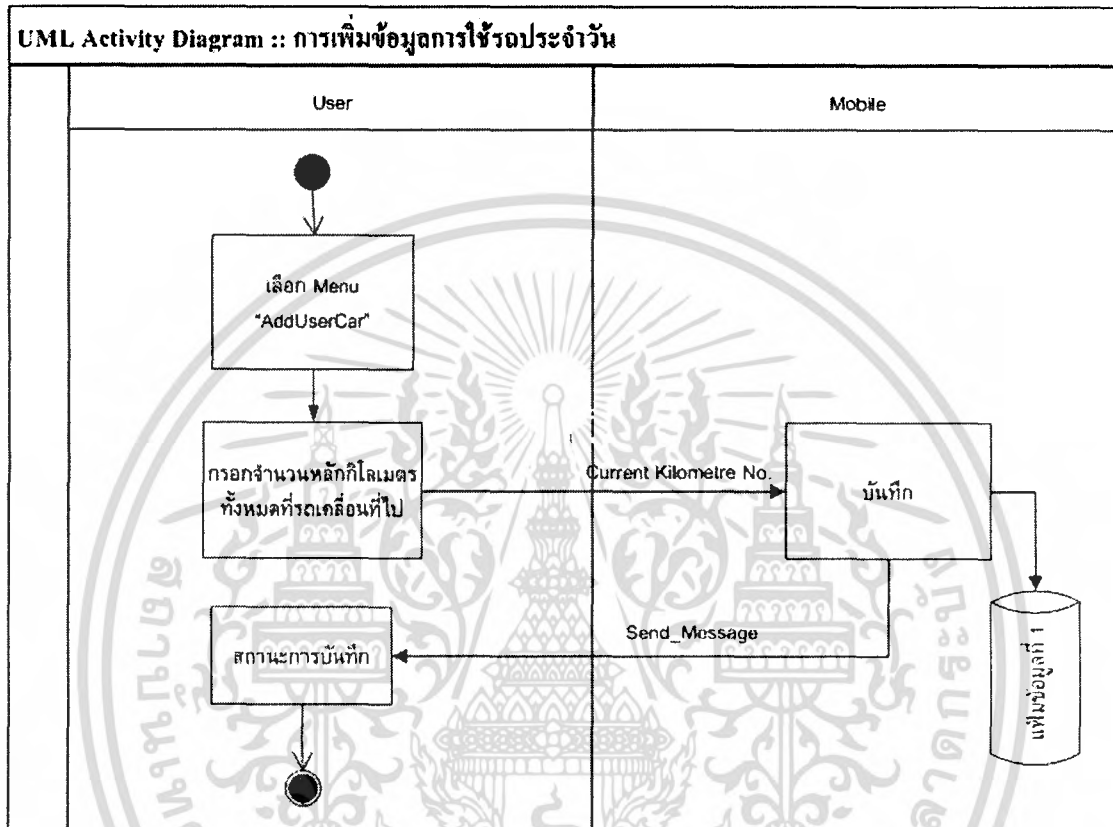 UML Activity Diagram :: การเพิ่มข้อมูลการใช้รถประจำวัน
User
Mobile
เลือก Menu
"AddUserCar"
กรอกจำนวนหลักกิโลเมตร
ทั้งหมดที่รถเคลื่อนที่ไป
Current Kilometre No.
บันทึก
Send_Message
สถานะการบันทึก
แฟ้มข้อมูลที่ 1